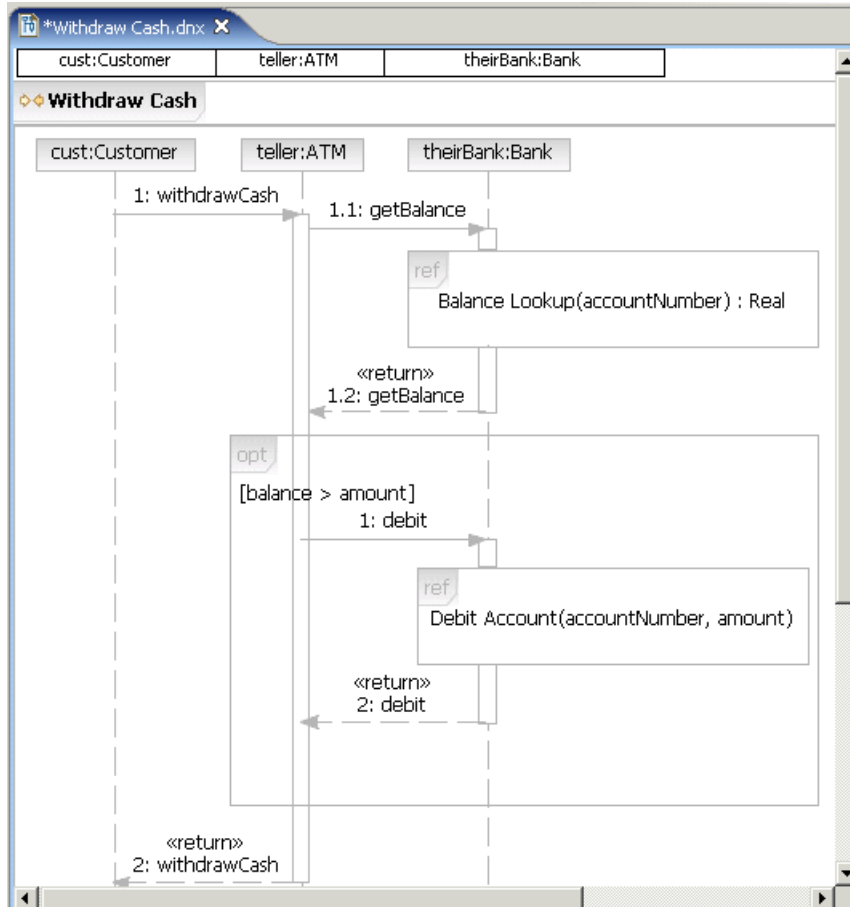 *Withdraw Cash.dnx
cust:Customer teller:ATM theirBank:Bank
Withdraw Cash
cust:Customer teller:ATM theirBank:Bank
1: withdrawCash
1.1: getBalance
ref
Balance Lookup(accountNumber) : Real
«return»
1.2: getBalance
opt
[balance > amount]
1: debit
ref
Debit Account(accountNumber, amount)
«return»
2: debit
«return»
2: withdrawCash